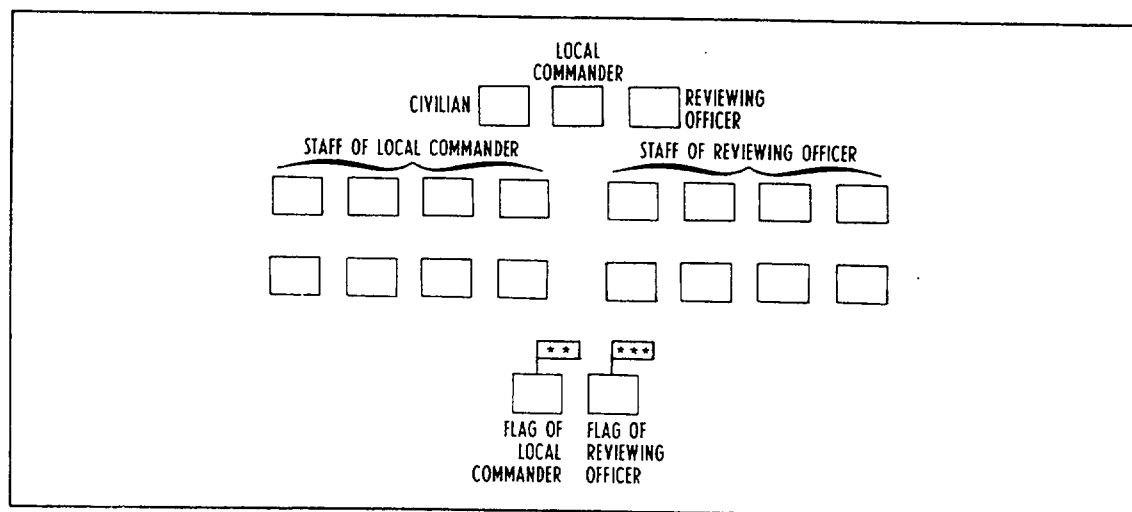 LOCAL
COMMANDER
CIVILIAN
REVIEWING
OFFICER
STAFF OF LOCAL COMMANDER
STAFF OF REVIEWING OFFICER
★ ★
★★★
FLAG OF
LOCAL
COMMANDER
FLAG OF
REVIEWING
OFFICER